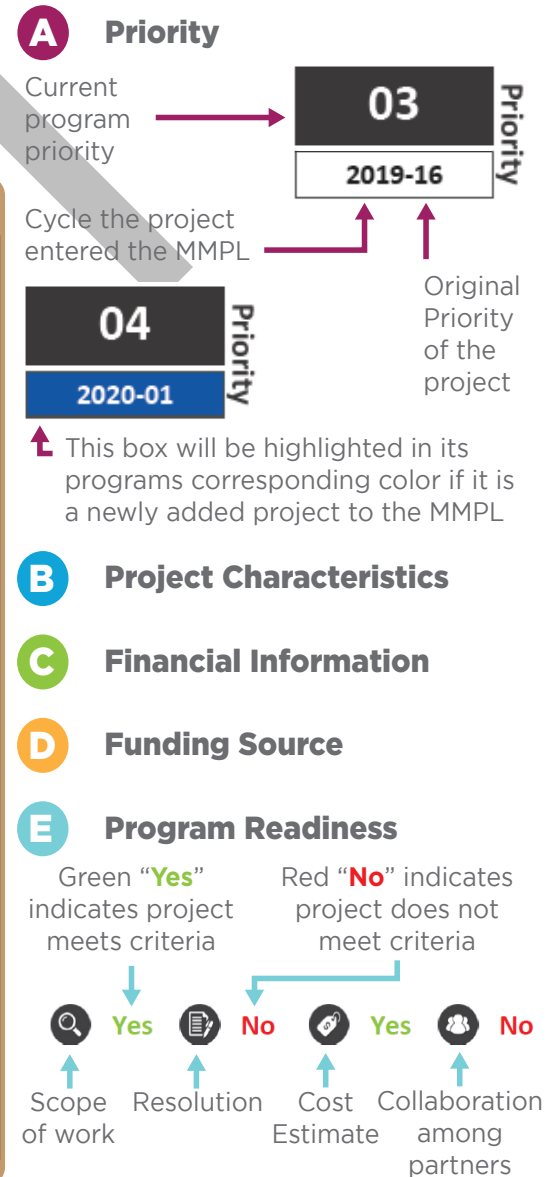 A Priority
Current
program
priority
03
2019-16
Priority
Cycle the project
entered the MMPL
Original
Priority
of the
project
04
2020-01
Priority
This box will be highlighted in its
programs corresponding color if it is
a newly added project to the MMPL
B Project Characteristics
C Financial Information
D Funding Source
E Program Readiness
Green “Yes”
indicates project
meets criteria
Red “No” indicates
project does not
meet criteria
Yes No Yes No
Scope
of work
Resolution
Cost
Estimate
Collaboration
among
partners